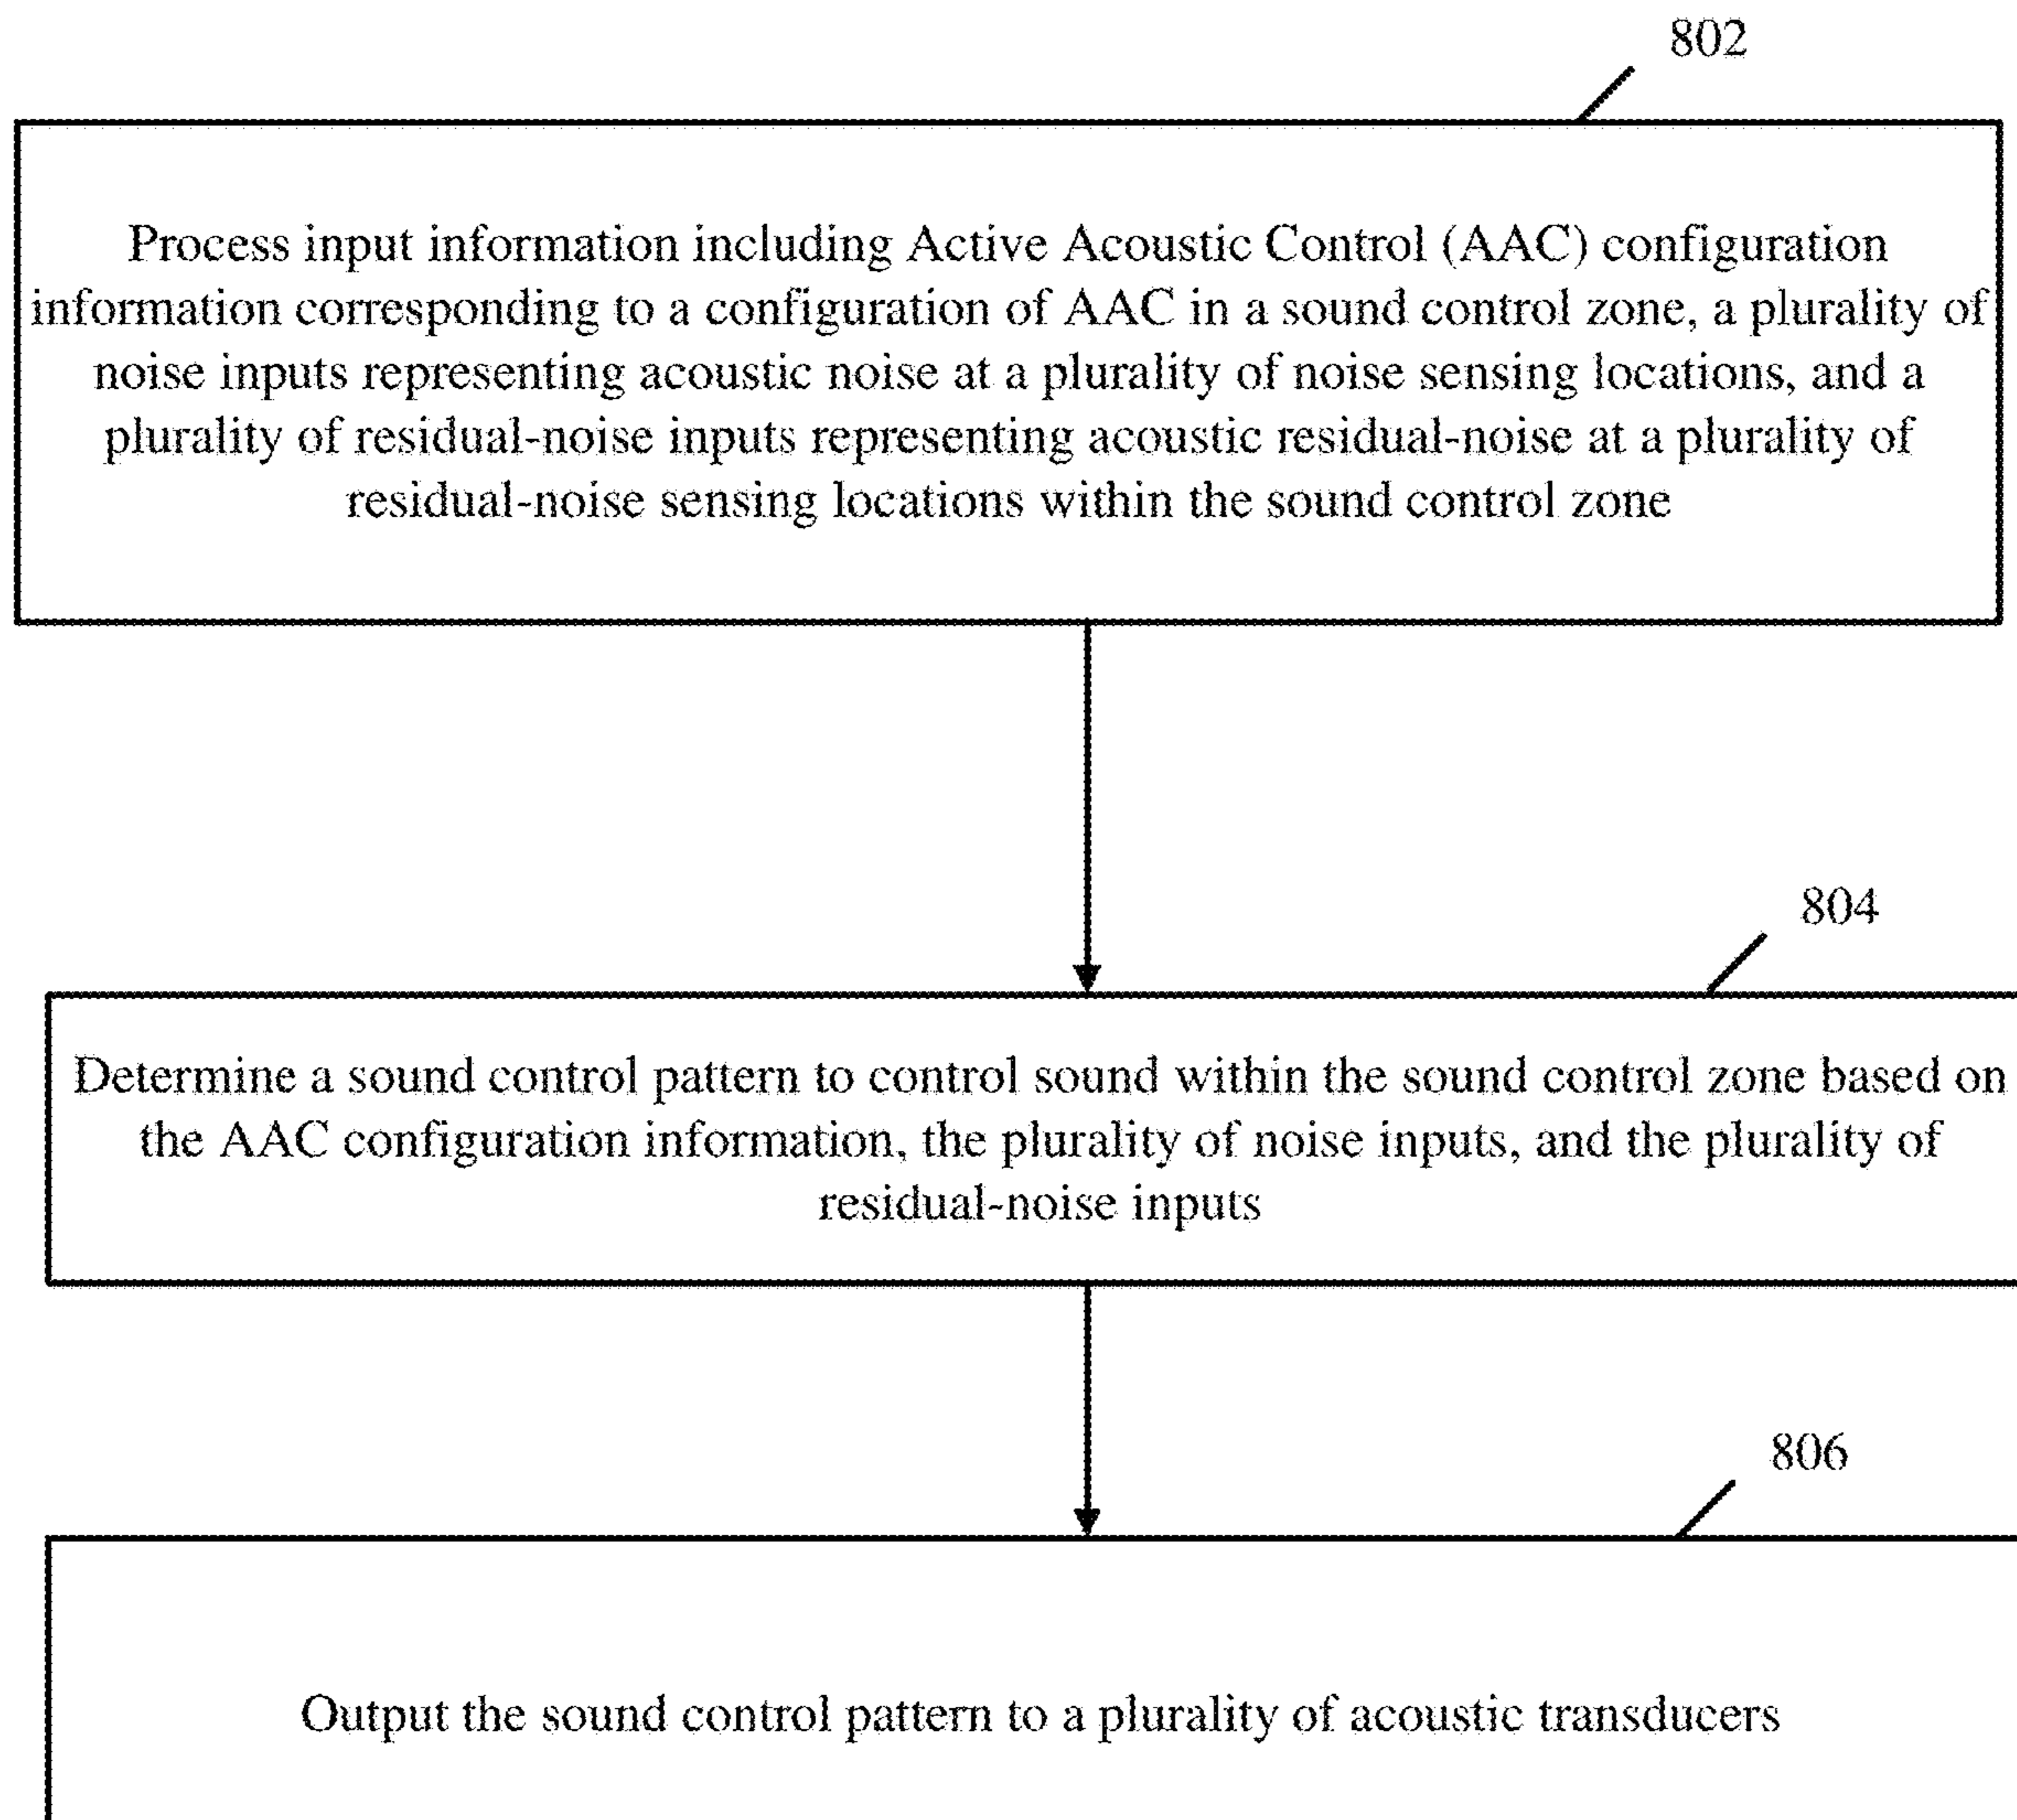 802
Process input information including Active Acoustic Control (AAC) configuration
information corresponding to a configuration of AAC in a sound control zone, a plurality of
noise inputs representing acoustic noise at a plurality of noise sensing locations, and a
plurality of residual-noise inputs representing acoustic residual-noise at a plurality of
residual-noise sensing locations within the sound control zone
804
Determine a sound control pattern to control sound within the sound control zone based on
the AAC configuration information, the plurality of noise inputs, and the plurality of
residual-noise inputs
806
Output the sound control pattern to a plurality of acoustic transducers